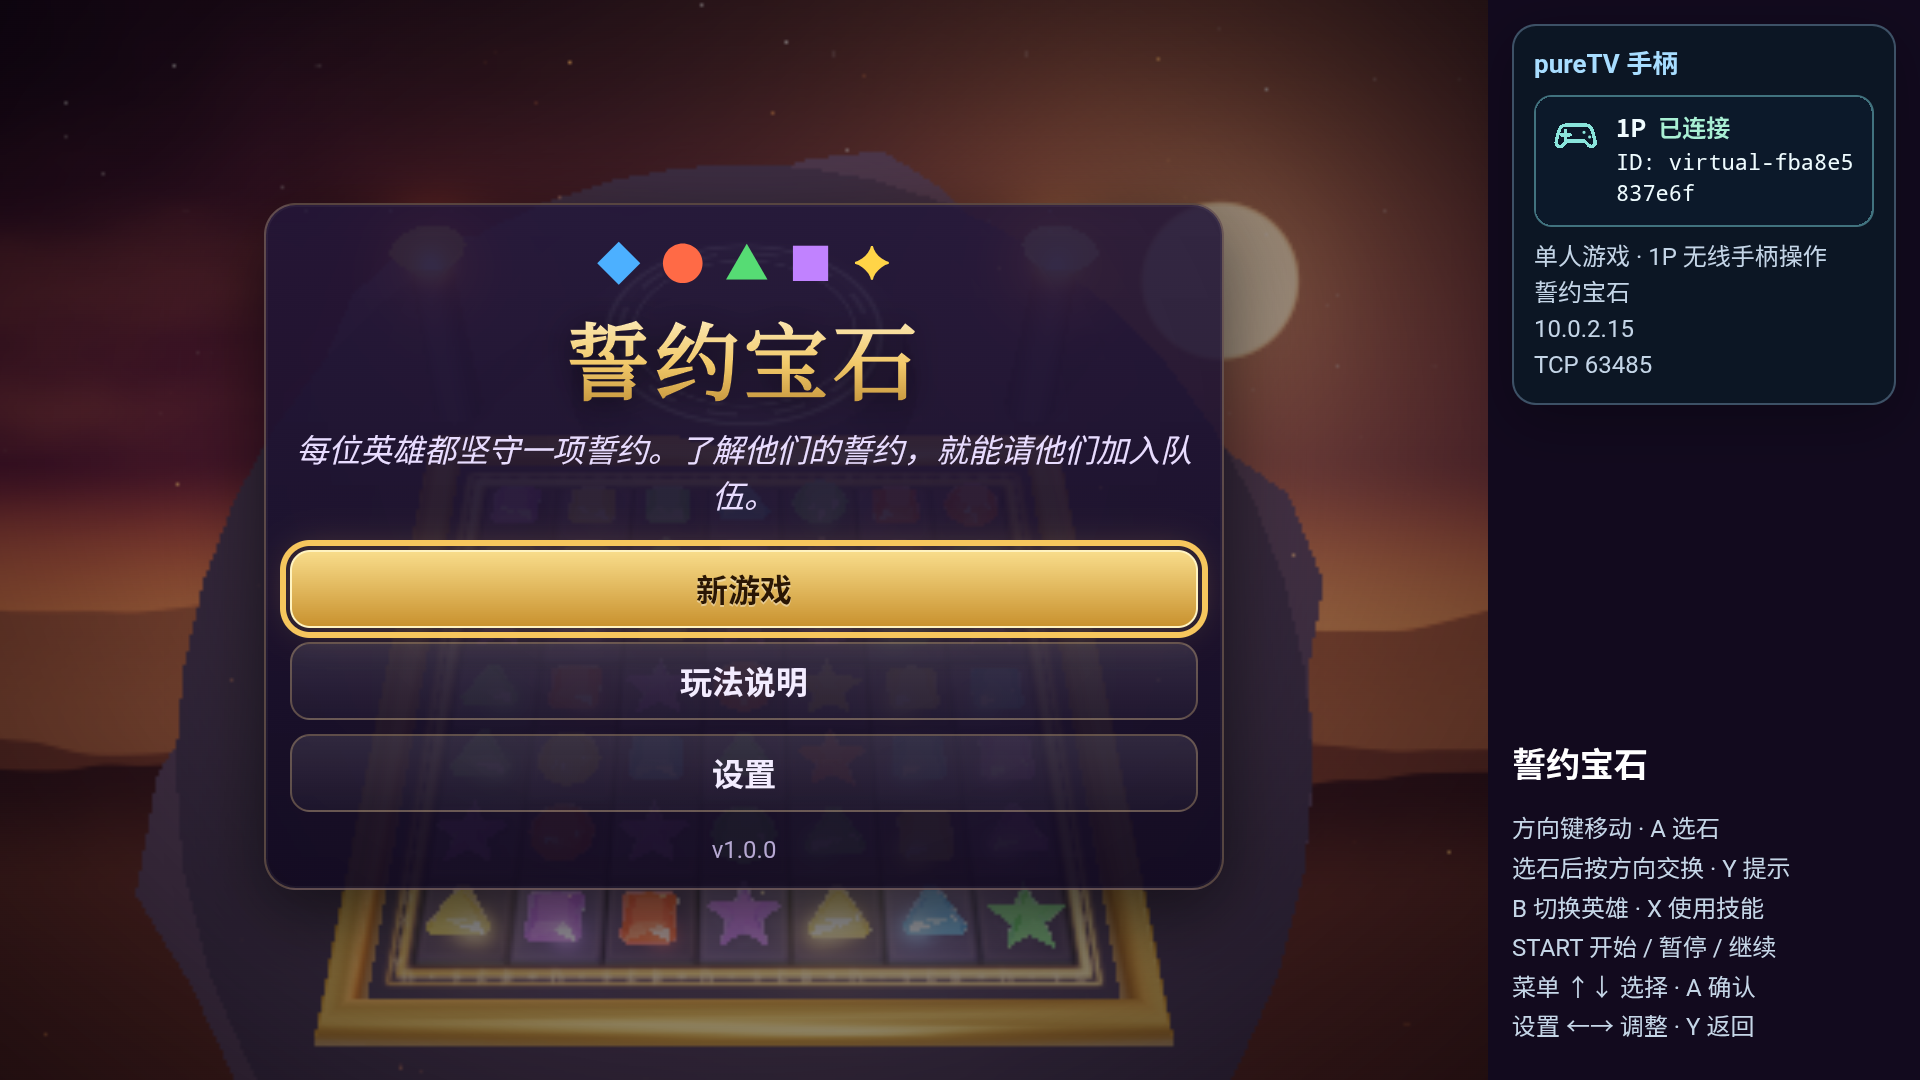 誓约宝石
每位英雄都坚守一项誓约。了解他们的誓约，就能请他们加入队
伍。
新游戏
玩法说明
设置
v1.0.0
pureTV 手柄
1P 已连接
ID: virtual-fba8e5
837e6f
单人游戏 · 1P 无线手柄操作
誓约宝石
10.0.2.15
TCP 63485
誓约宝石
方向键移动 · A 选石
选石后按方向交换 · Y 提示
B 切换英雄 · X 使用技能
START 开始 / 暂停 / 继续
菜单 ↑↓ 选择 · A 确认
设置 ←→ 调整 · Y 返回